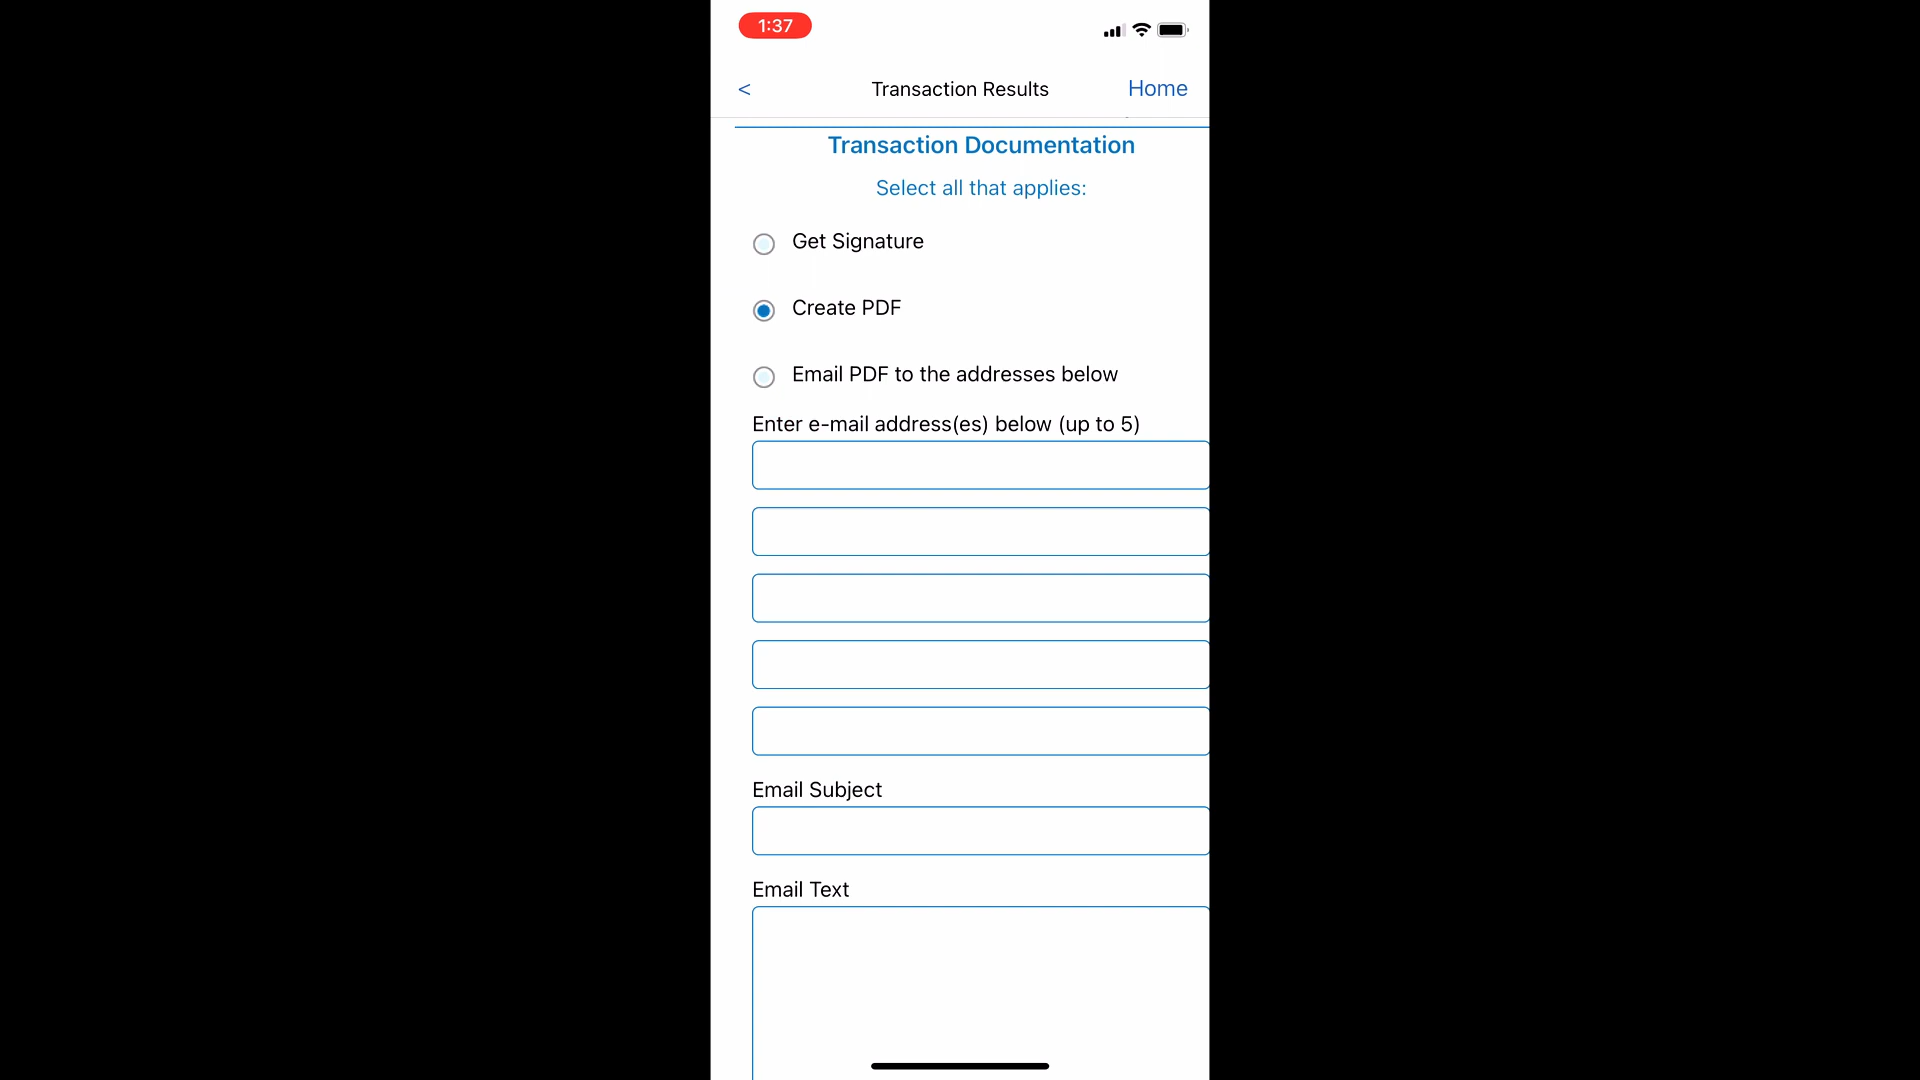 1:37
< Transaction Results Home
Transaction Documentation
Select all that applies:
Get Signature
Create PDF
Email PDF to the addresses below
Enter e-mail address(es) below (up to 5)
Email Subject
Email Text